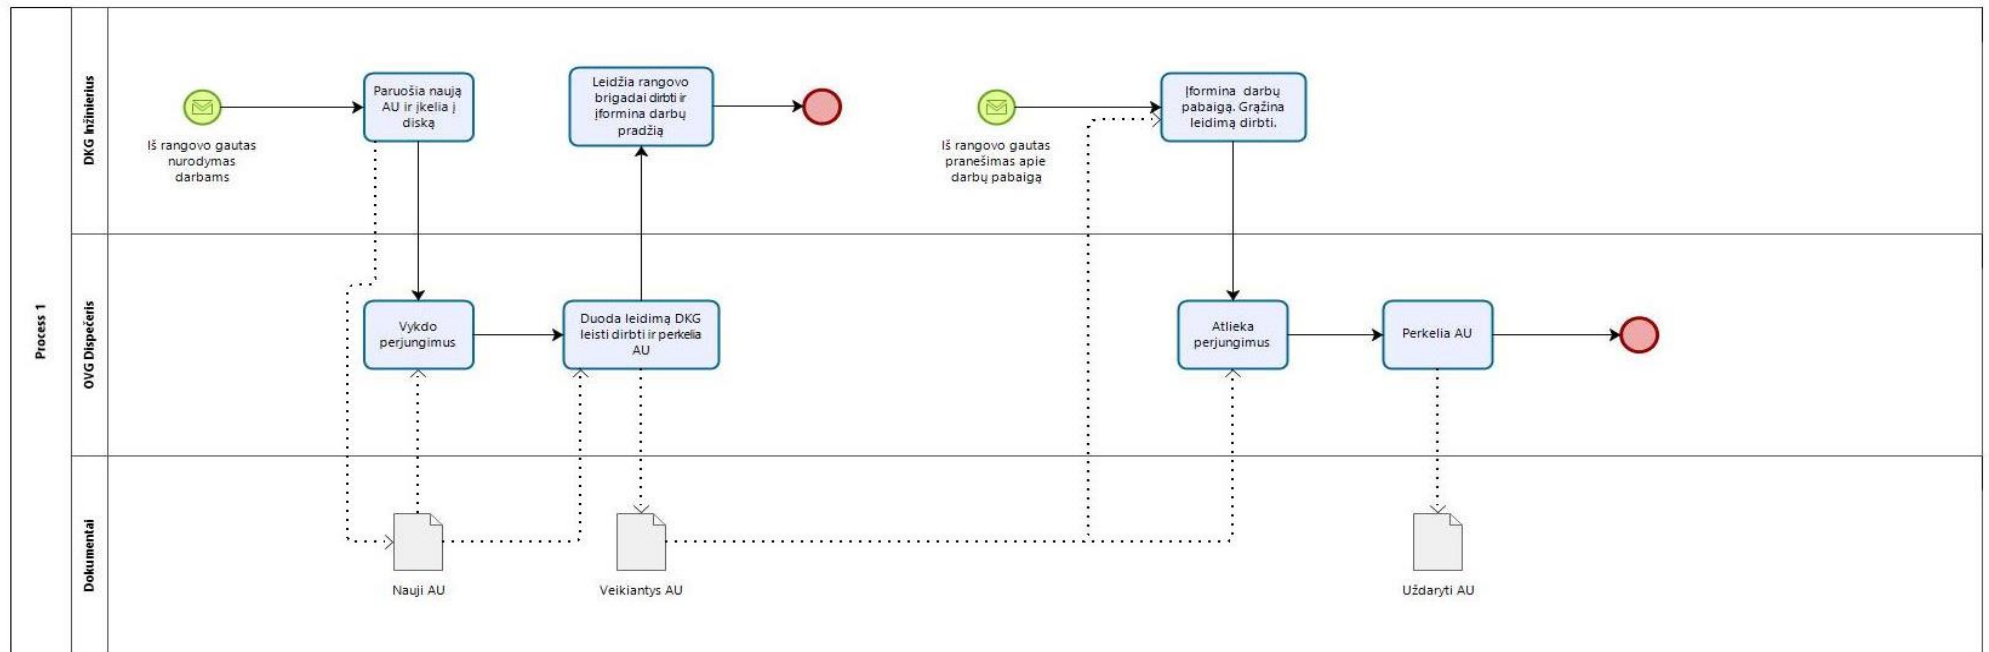 Process 1
DKG Inžinierius
Iš rangovo gautas
nurodymas
darbams
Paruošia naują
AU ir įkelia į
diską
Leidžia rangovo
brigadai dirbti ir
įformina darbų
pradžią
Iš rangovo gautas
pranešimas apie
darbų pabaigą
Įformina darbų
pabaigą. Grąžina
leidimą dirbti.
OVG Dispečeris
Vykdo
perjungimus
Duoda leidimą DKG
leisti dirbti ir perkelia
AU
Atlieka
perjungimus
Perkelia AU
Dokumentai
Nauji AU
Veikiantys AU
Uždaryti AU